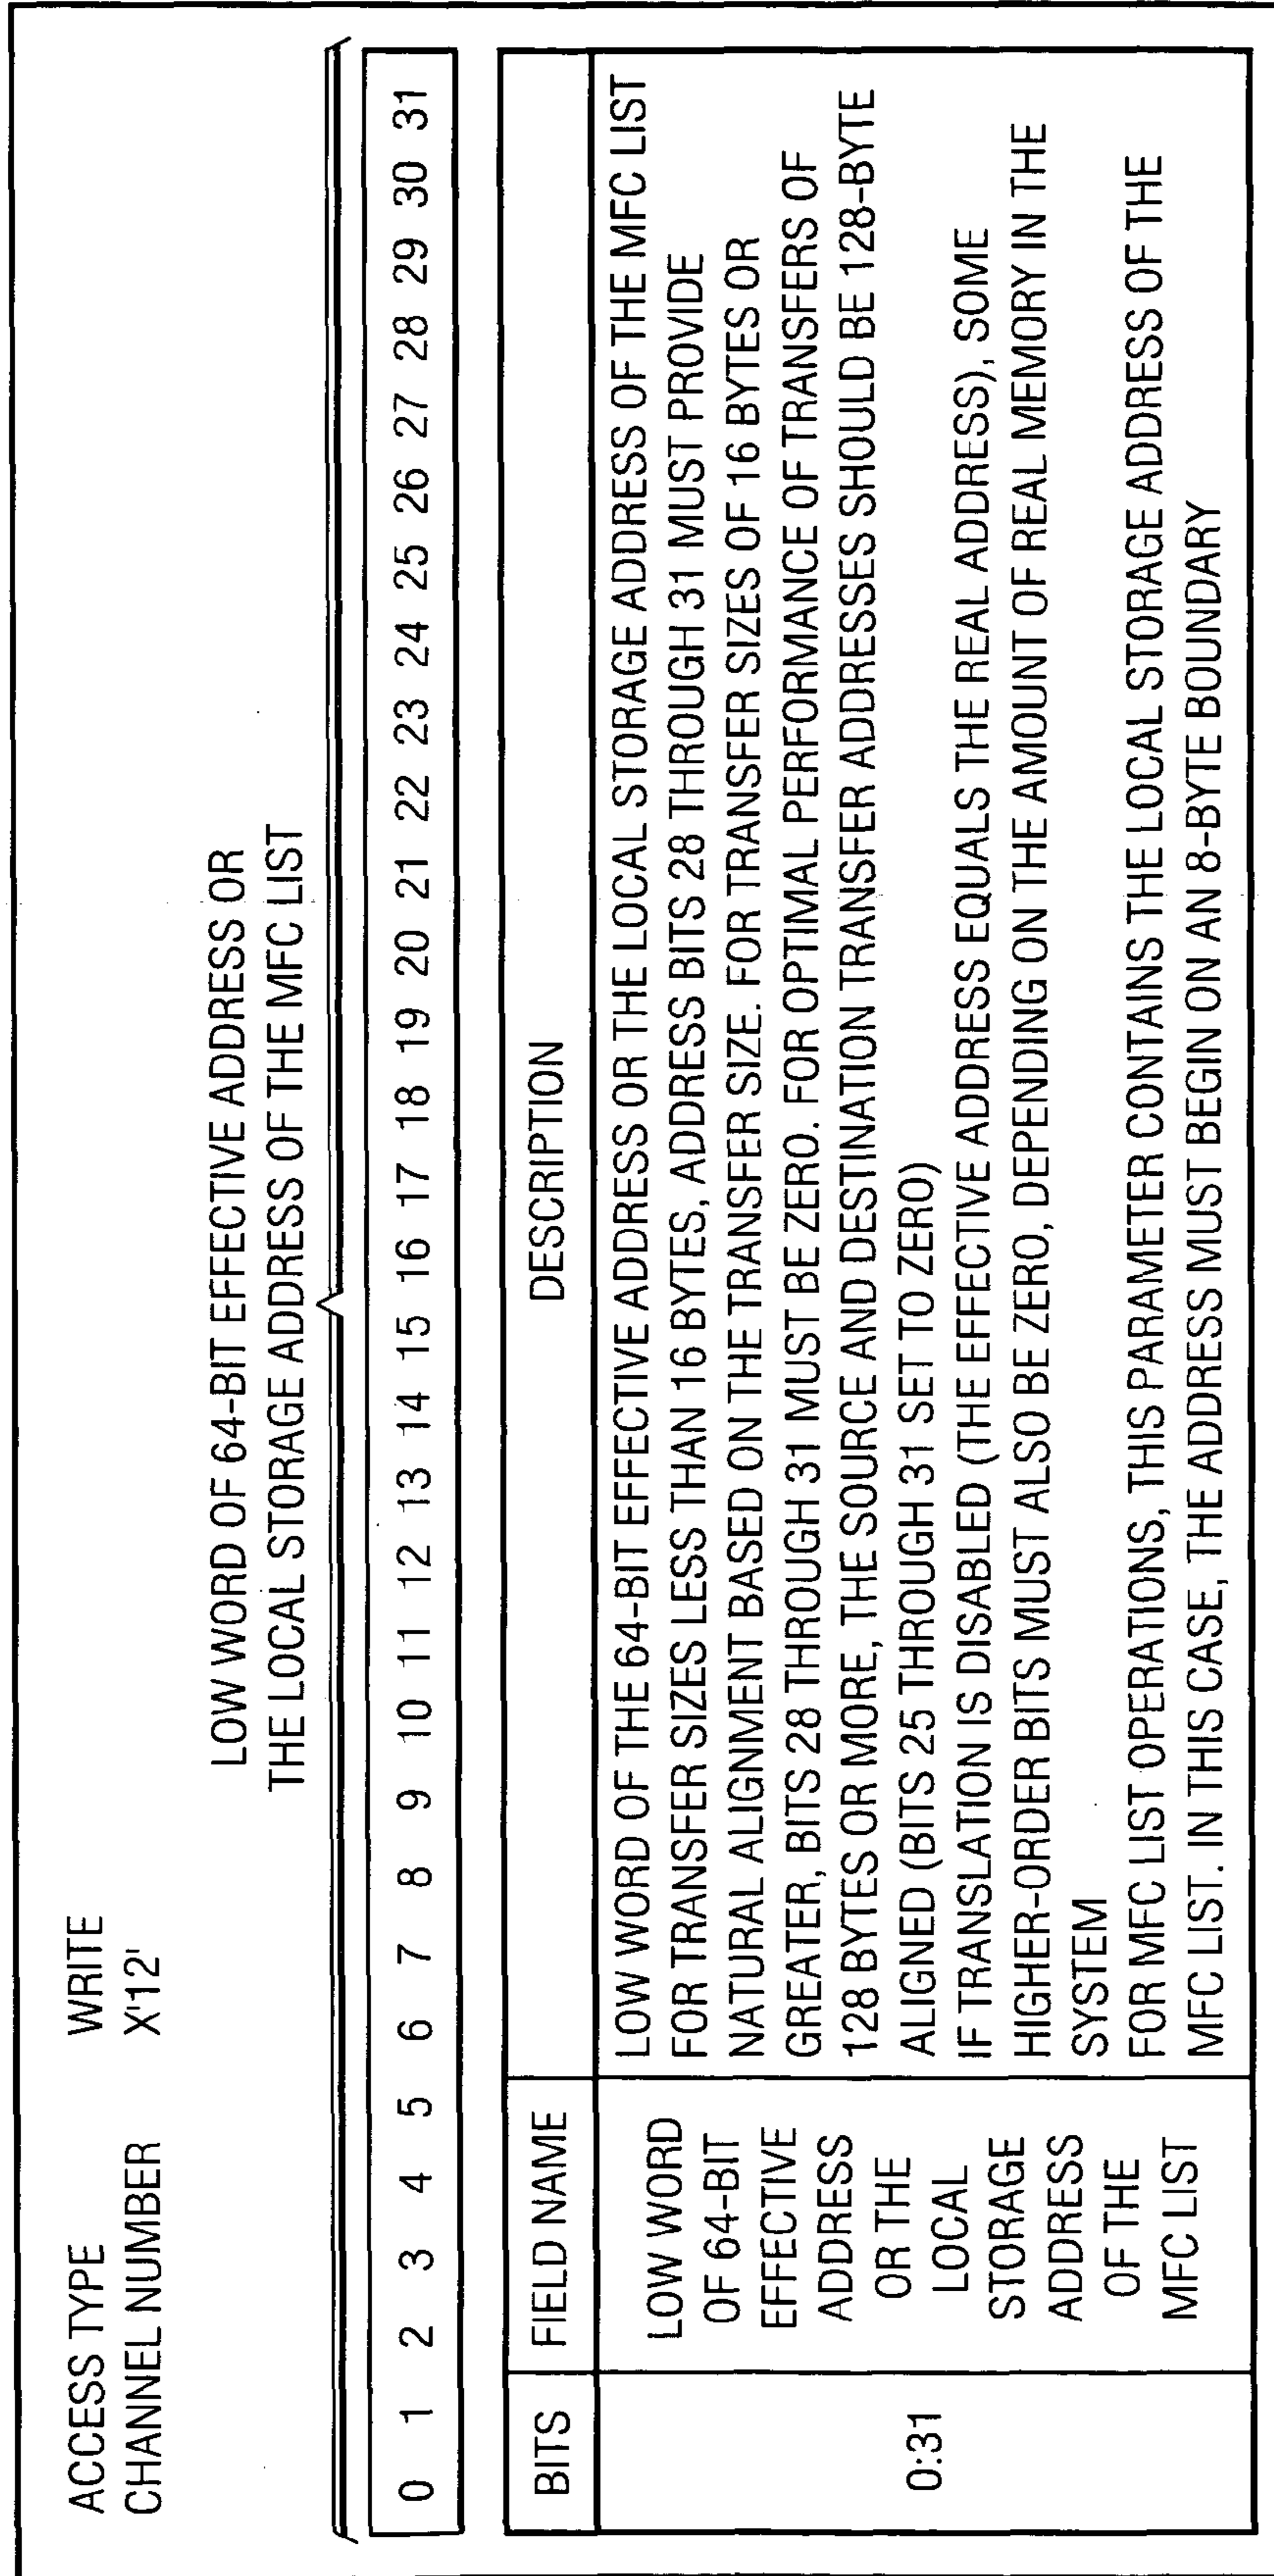 ACCESS TYPE WRITE
CHANNEL NUMBER X'12'
LOW WORD OF 64-BIT EFFECTIVE ADDRESS OR
THE LOCAL STORAGE ADDRESS OF THE MFC LIST
0 1 2 3 4 5 6 7 8 9 10 11 12 13 14 15 16 17 18 19 20 21 22 23 24 25 26 27 28 29 30 31
BITS FIELD NAME DESCRIPTION
0:31
LOW WORD
OF 64-BIT
EFFECTIVE
ADDRESS
OR THE
LOCAL
STORAGE
ADDRESS
OF THE
MFC LIST
LOW WORD OF THE 64-BIT EFFECTIVE ADDRESS OR THE LOCAL STORAGE ADDRESS OF THE MFC LIST
FOR TRANSFER SIZES LESS THAN 16 BYTES, ADDRESS BITS 28 THROUGH 31 MUST PROVIDE
NATURAL ALIGNMENT BASED ON THE TRANSFER SIZE. FOR TRANSFER SIZES OF 16 BYTES OR
GREATER, BITS 28 THROUGH 31 MUST BE ZERO. FOR OPTIMAL PERFORMANCE OF TRANSFERS OF
128 BYTES OR MORE, THE SOURCE AND DESTINATION TRANSFER ADDRESSES SHOULD BE 128-BYTE
ALIGNED (BITS 25 THROUGH 31 SET TO ZERO)
IF TRANSLATION IS DISABLED (THE EFFECTIVE ADDRESS EQUALS THE REAL ADDRESS), SOME
HIGHER-ORDER BITS MUST ALSO BE ZERO, DEPENDING ON THE AMOUNT OF REAL MEMORY IN THE
SYSTEM
FOR MFC LIST OPERATIONS, THIS PARAMETER CONTAINS THE LOCAL STORAGE ADDRESS OF THE
MFC LIST. IN THIS CASE, THE ADDRESS MUST BEGIN ON AN 8-BYTE BOUNDARY